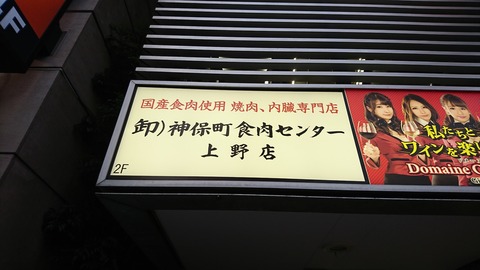 国産食肉使用 焼肉、内臓専門店
卸)神保町食肉センター
上野店
2F
私たちと
ワインを楽
Domaine